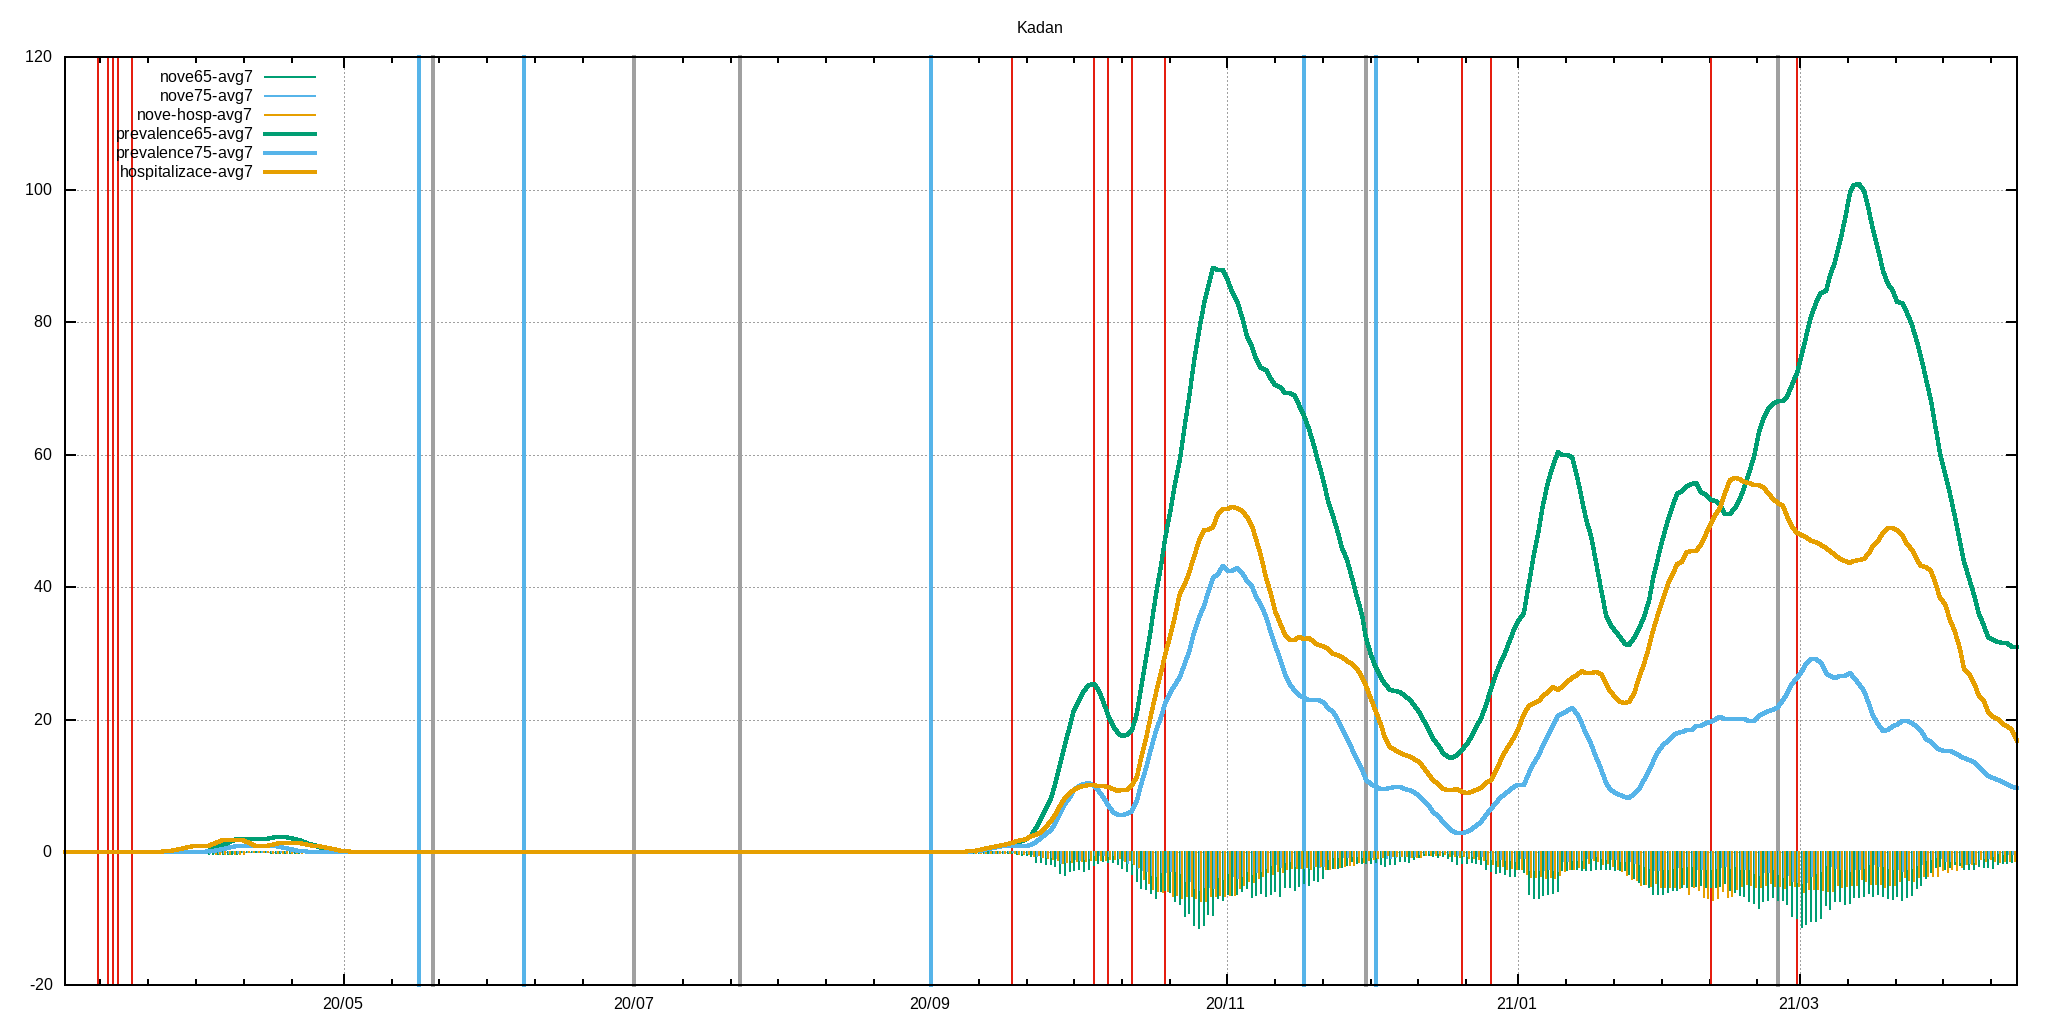 Kadan
120
nove65-avg7
nove75-avg7
nove-hosp-avg7
prevalence65-avg7
prevalence75-avg7
hospitalizace-avg7
100
80
60
40
20
0
-20
20/05 20/07 20/09 20/11 21/01 21/03